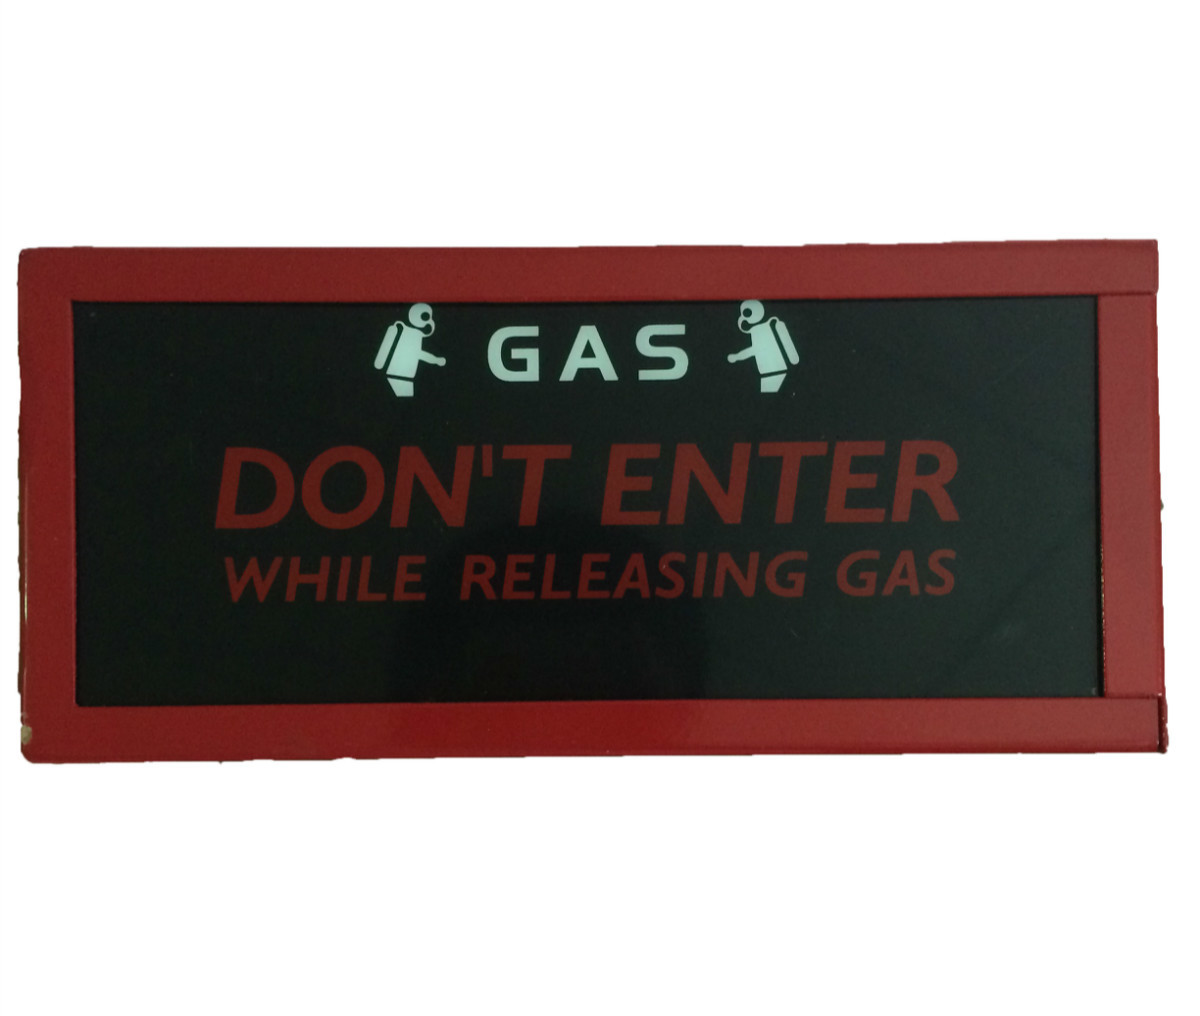 GAS
DON'T ENTER
WHILE RELEASING GAS